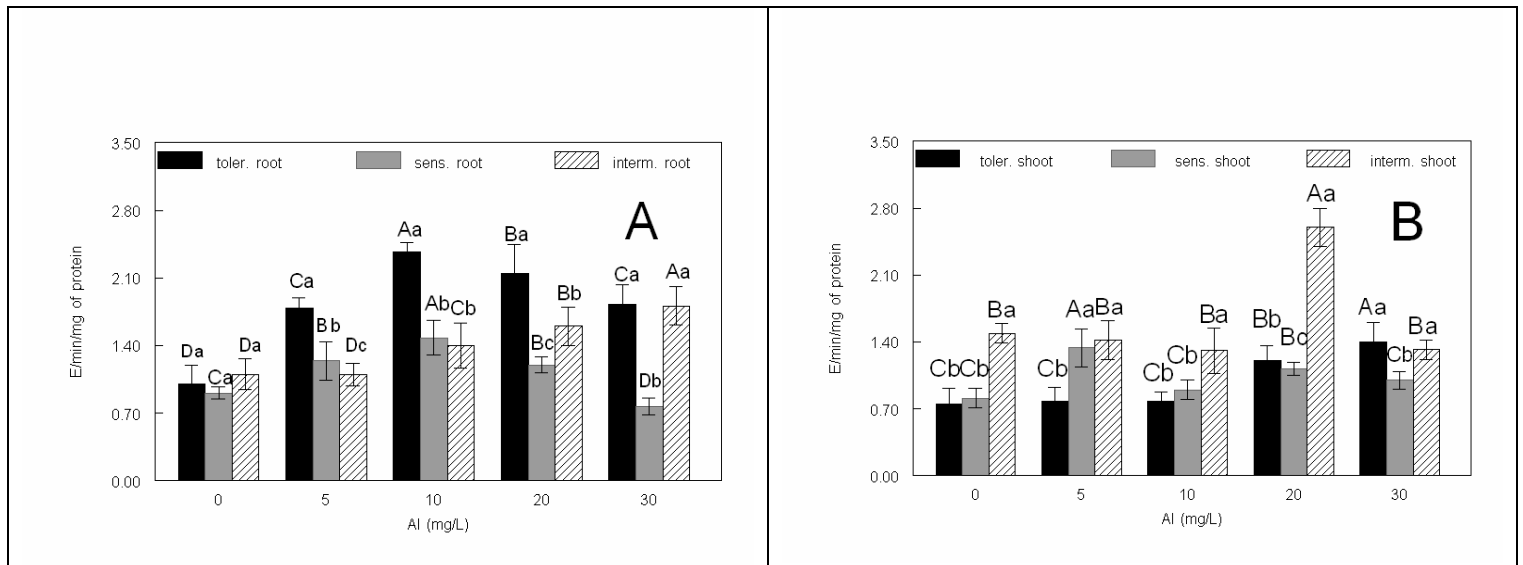 3.50
toler. root sens. root interm. root
2.80
2.10
1.40
0.70
0.00
E/min/mg of protein
A
Da Ca Da
Ca Bb Dc
Aa Ab Cb
Ba Bc Bb
Ca Db Aa
0 5 10 20 30
Al (mg/L)
3.50
toler. shoot sens. shoot interm. shoot
2.80
2.10
1.40
0.70
0.00
E/min/mg of protein
B
Cb Cb Ba
Cb Aa Ba
Cb Cb Ba
Bb Bc Aa
Aa Cb Ba
0 5 10 20 30
Al (mg/L)